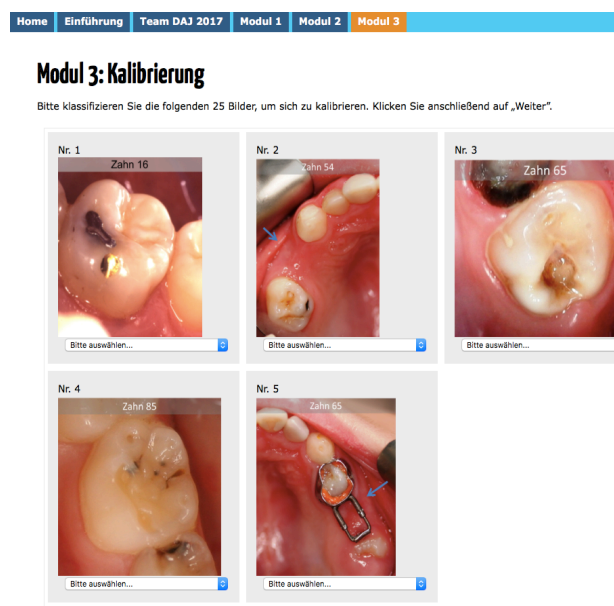 Home Einführung Team DAJ 2017 Modul 1 Modul 2 Modul 3
Modul 3: Kalibrierung
Bitte klassifizieren Sie die folgenden 25 Bilder, um sich zu kalibrieren. Klicken Sie anschließend auf „Weiter”.
Nr. 1 Nr. 2 Nr. 3
Zahn 16 Zahn 54 Zahn 65
Bitte auswählen... Bitte auswählen... Bitte auswählen...
Nr. 4 Nr. 5
Zahn 85 Zahn 65
Bitte auswählen... Bitte auswählen...